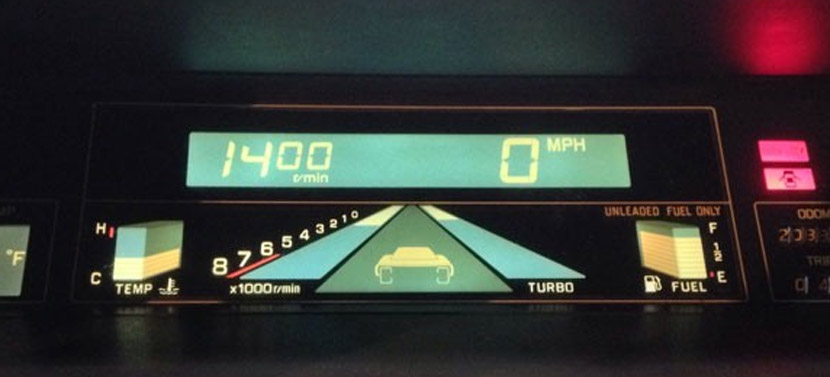 1400 r/min
0 MPH
UNLEADED FUEL ONLY
H
C
TEMP
8 7 6 5 4 3 2 1 0
x1000r/min
TURBO
F
1/2
E
FUEL
°F
ODOM